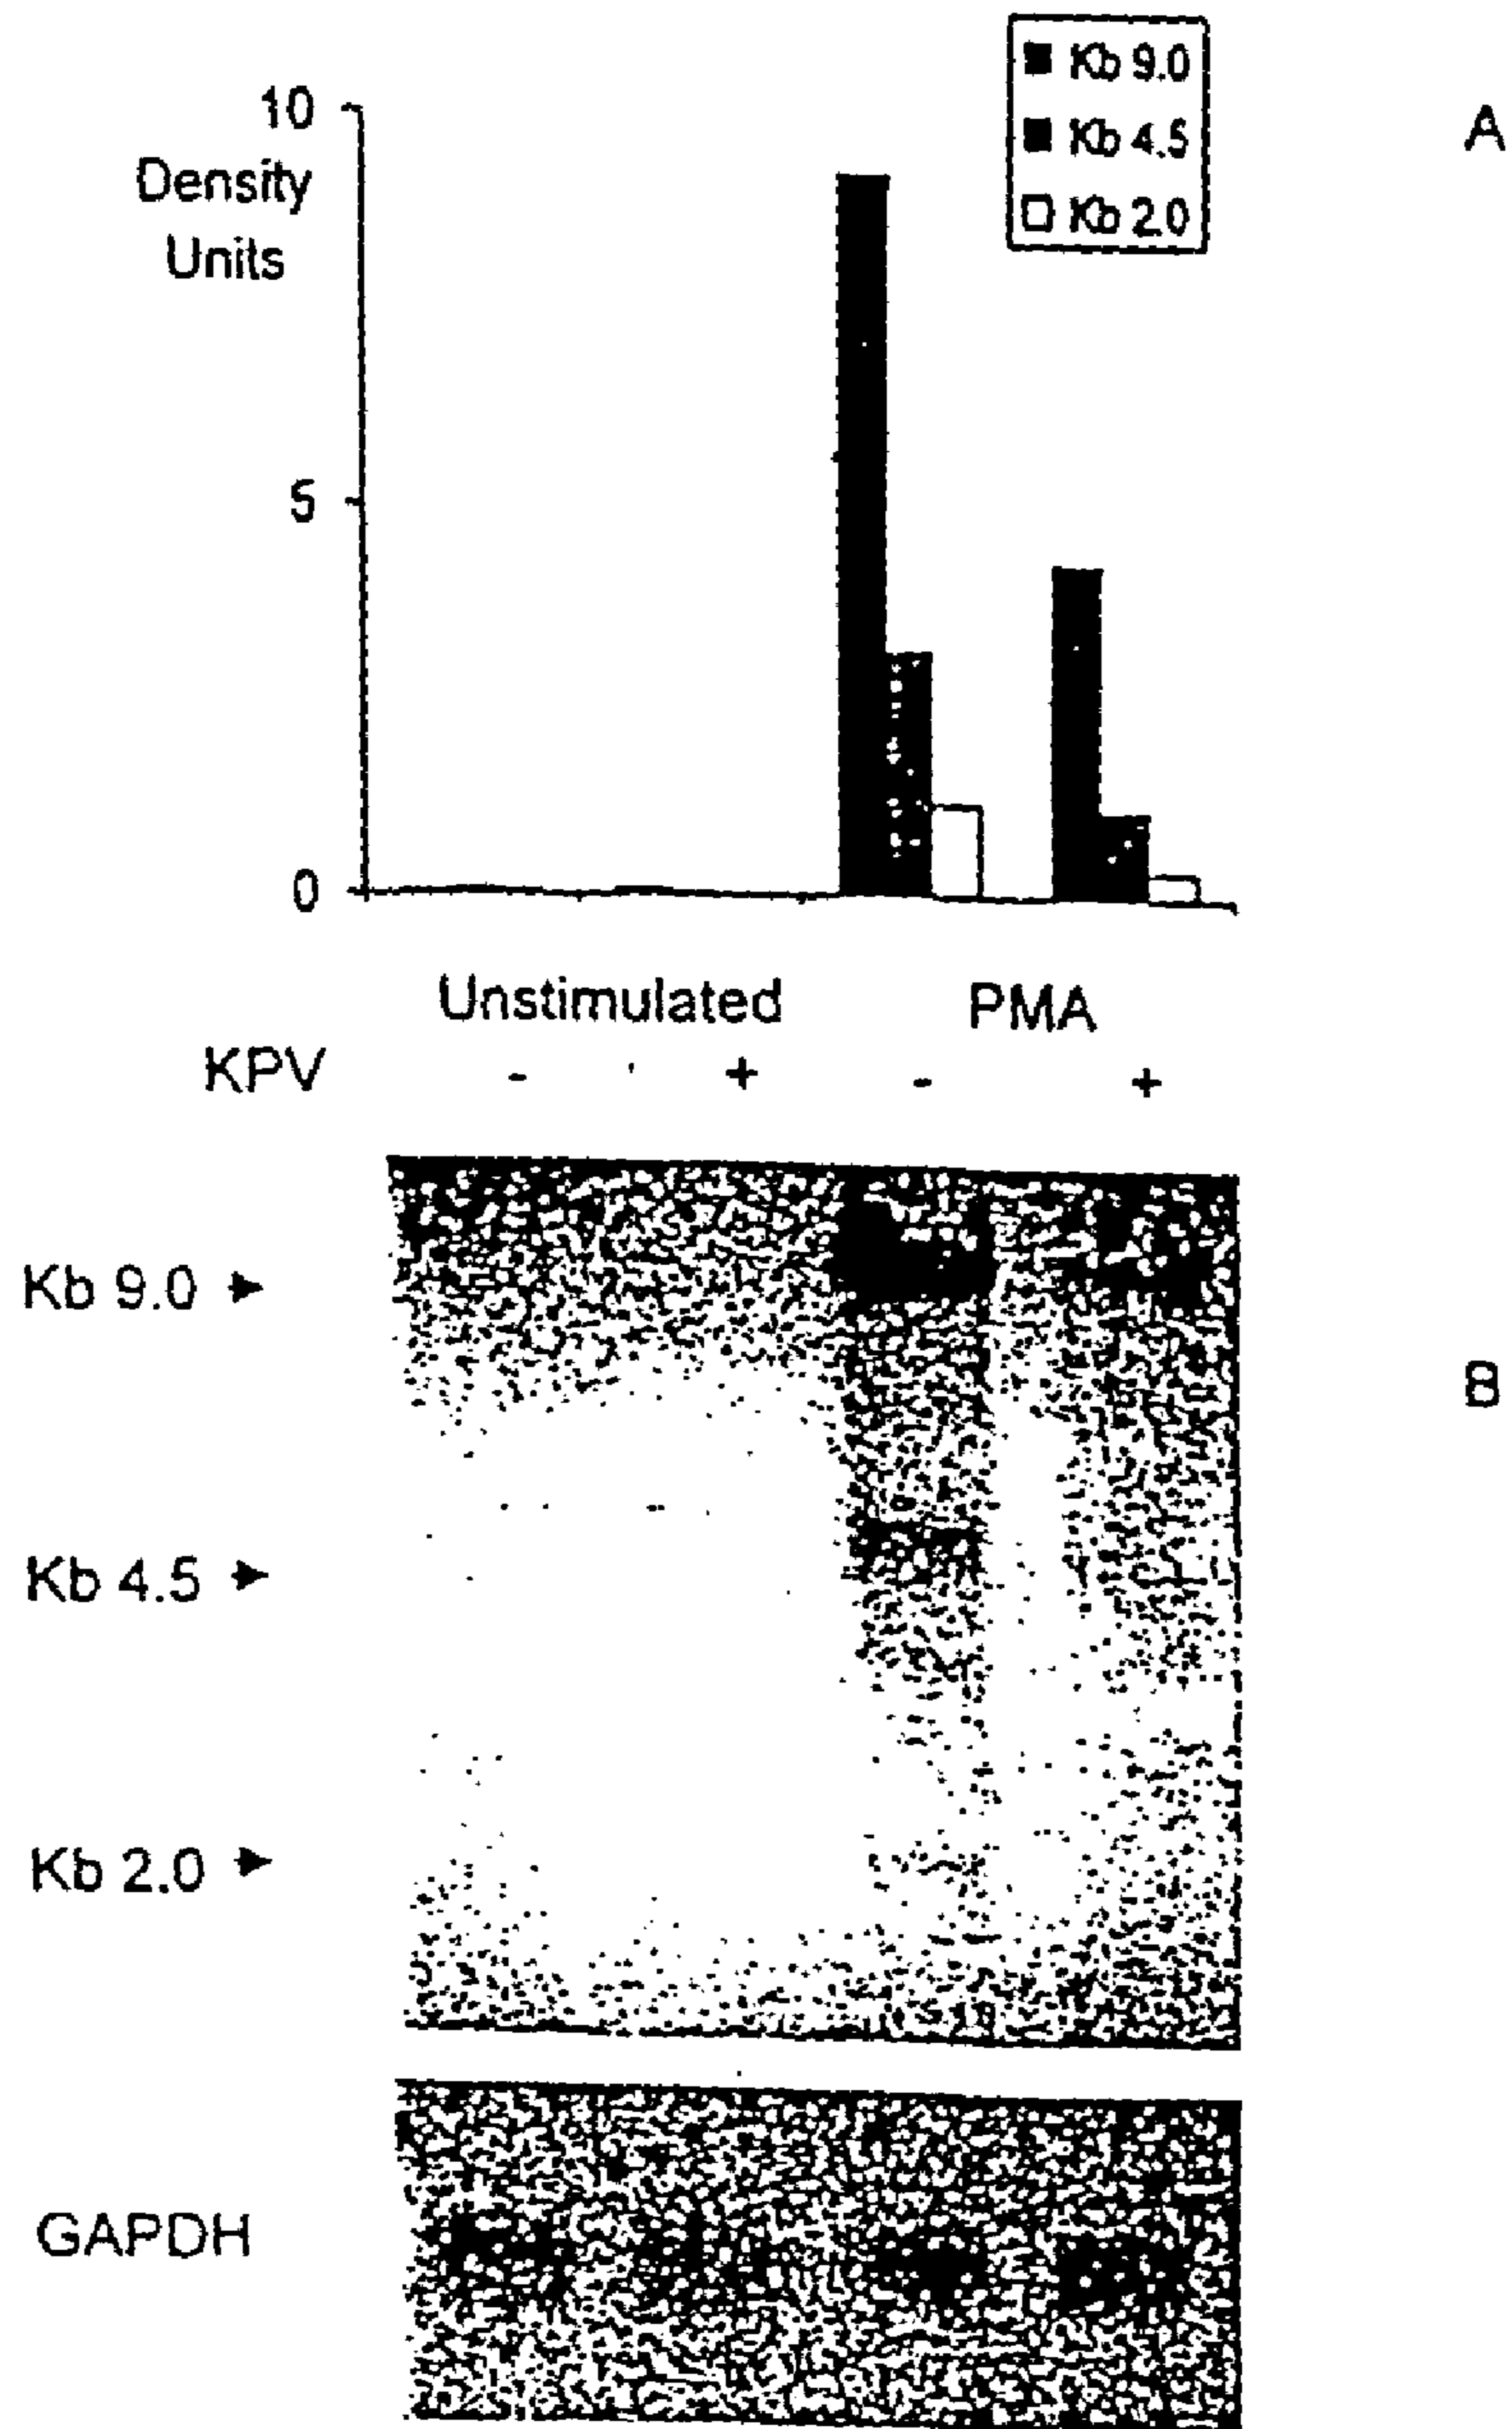 Kb 9.0
Kb 4.5
Kb 2.0
A
10
Density
Units
5
0
Unstimulated PMA
KPV - + - +
Kb 9.0
B
Kb 4.5
Kb 2.0
GAPDH